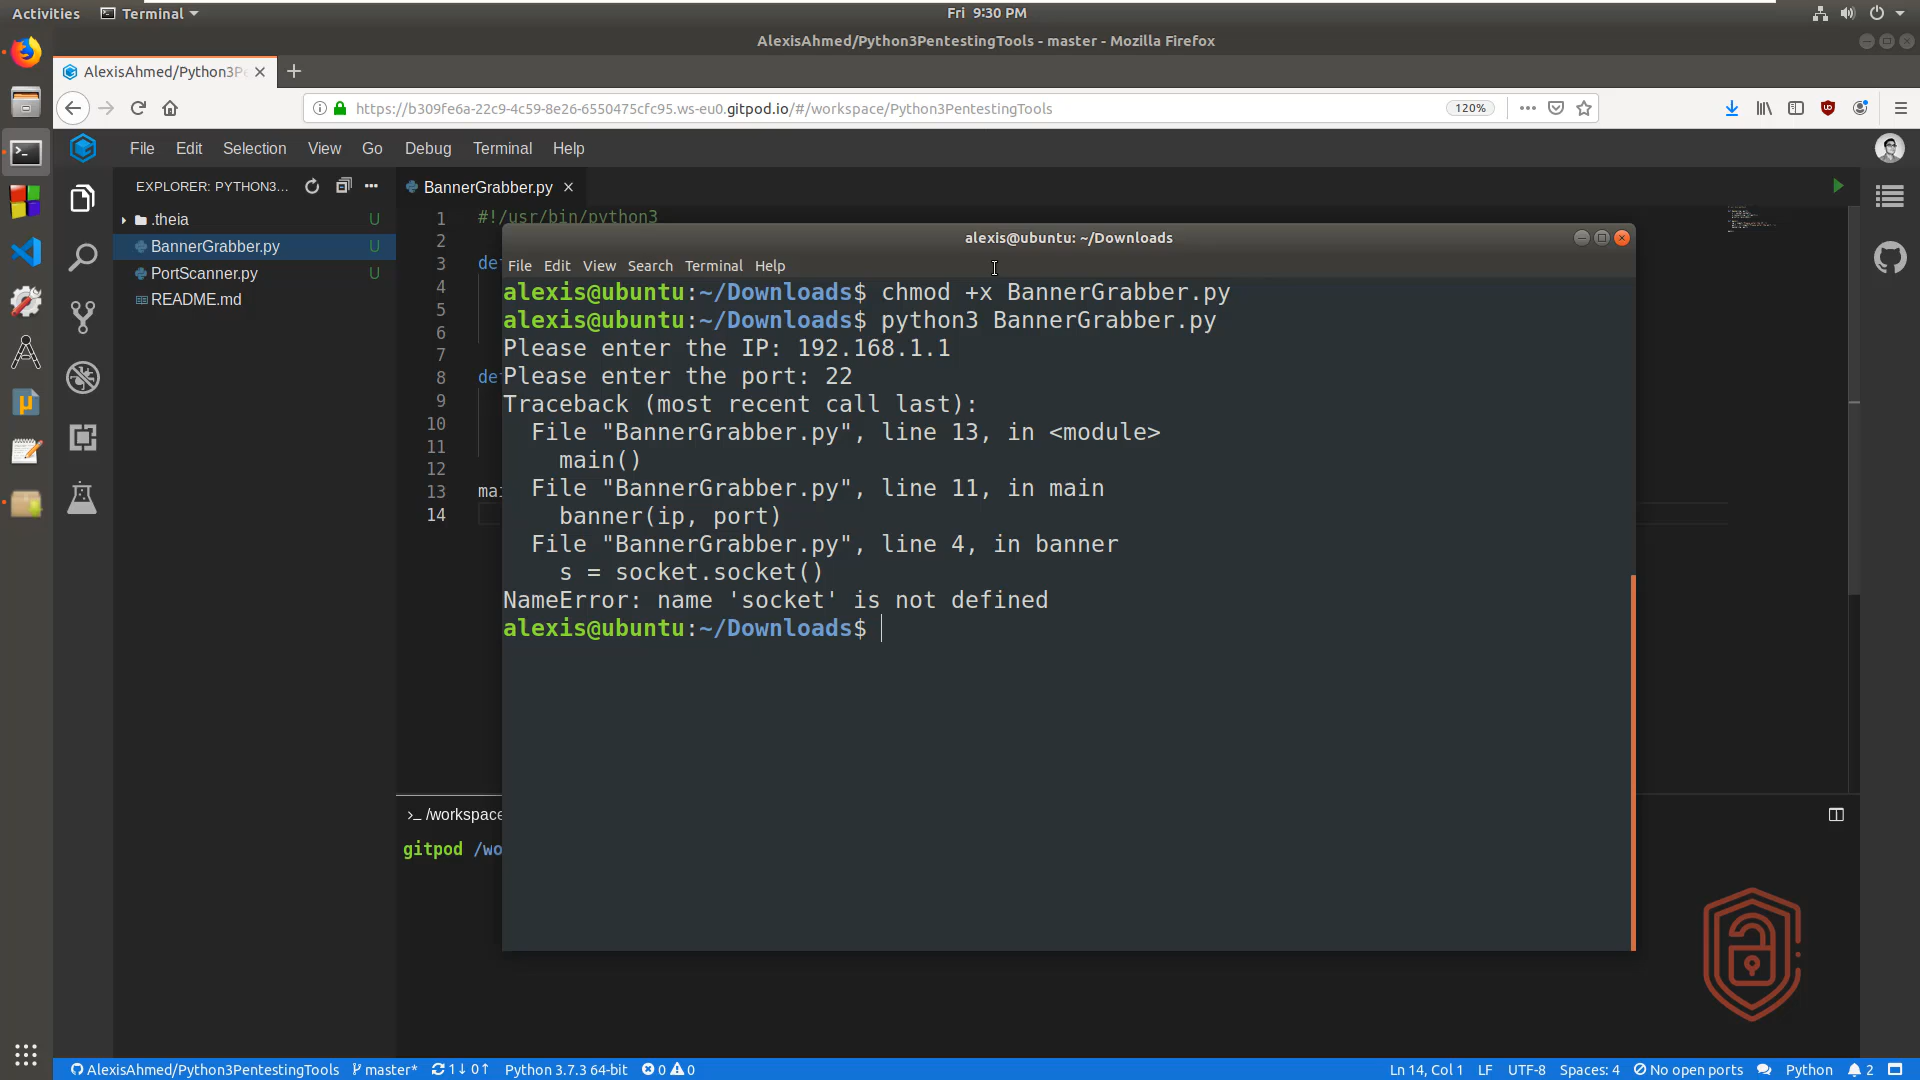 Activities
Terminal
Fri 9:30 PM
AlexisAhmed/Python3PentestingTools - master - Mozilla Firefox
AlexisAhmed/Python3Pe
https://b309fe6a-22c9-4c59-8e26-6550475cfc95.ws-eu0.gitpod.io/#/workspace/Python3PentestingTools
120%
File Edit Selection View Go Debug Terminal Help
EXPLORER: PYTHON3...
BannerGrabber.py
.theia U
BannerGrabber.py U
PortScanner.py U
README.md
1 #!/usr/bin/python3
2
3 de
4
5
6
7
8 de
9
10
11
12
13 mai
14
alexis@ubuntu: ~/Downloads
File Edit View Search Terminal Help
alexis@ubuntu:~/Downloads$ chmod +x BannerGrabber.py
alexis@ubuntu:~/Downloads$ python3 BannerGrabber.py
Please enter the IP: 192.168.1.1
Please enter the port: 22
Traceback (most recent call last):
File "BannerGrabber.py", line 13, in <module>
main()
File "BannerGrabber.py", line 11, in main
banner(ip, port)
File "BannerGrabber.py", line 4, in banner
s = socket.socket()
NameError: name 'socket' is not defined
alexis@ubuntu:~/Downloads$
>_ /workspace
gitpod /wo
AlexisAhmed/Python3PentestingTools master* 1↓ 0↑ Python 3.7.3 64-bit 0 0 Ln 14, Col 1 LF UTF-8 Spaces: 4 No open ports Python 2